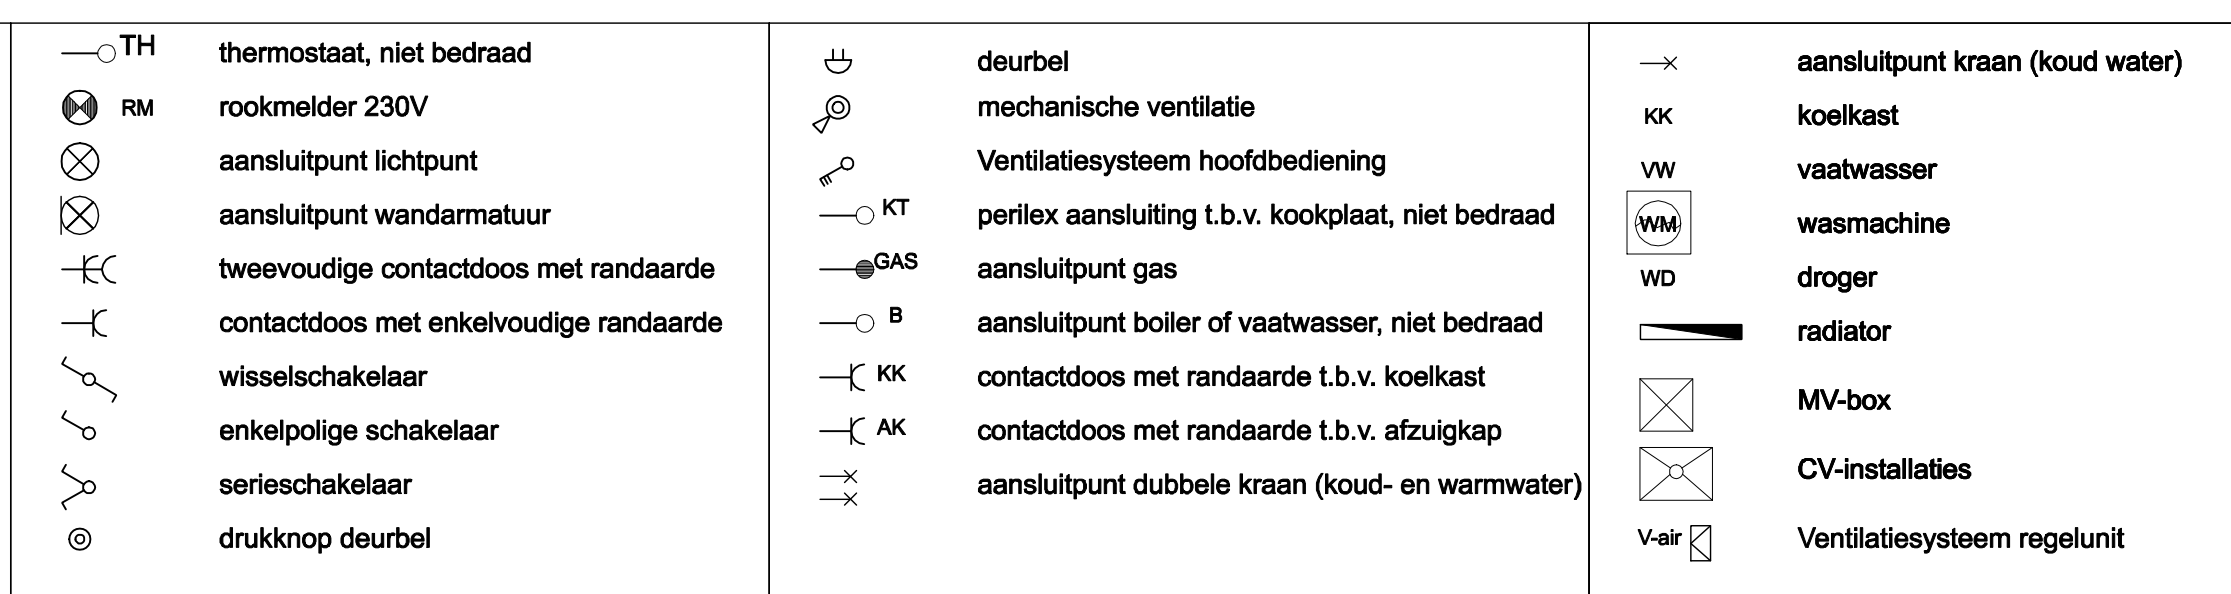 TH thermostaat, niet bedraad
RM rookmelder 230V
aansluitpunt lichtpunt
aansluitpunt wandarmatuur
tweevoudige contactdoos met randaarde
contactdoos met enkelvoudige randaarde
wisselschakelaar
enkelpolige schakelaar
serieschakelaar
drukknop deurbel
deurbel
mechanische ventilatie
Ventilatiesysteem hoofdbediening
KT perilex aansluiting t.b.v. kookplaat, niet bedraad
GAS aansluitpunt gas
B aansluitpunt boiler of vaatwasser, niet bedraad
KK contactdoos met randaarde t.b.v. koelkast
AK contactdoos met randaarde t.b.v. afzuigkap
aansluitpunt dubbele kraan (koud- en warmwater)
aansluitpunt kraan (koud water)
KK koelkast
VW vaatwasser
WM wasmachine
WD droger
radiator
MV-box
CV-installaties
V-air Ventilatiesysteem regelunit